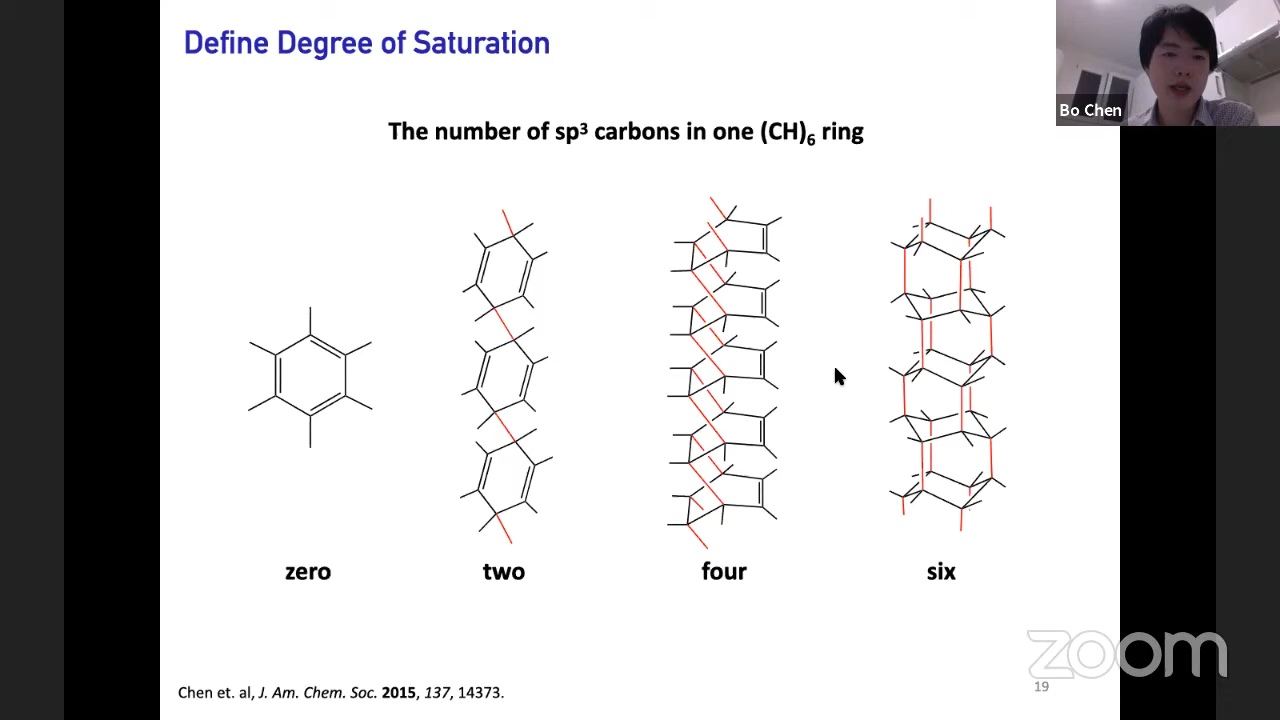 Define Degree of Saturation
Bo Chen
The number of sp³ carbons in one (CH)₆ ring
zero two four six
zoom
Chen et. al, J. Am. Chem. Soc. 2015, 137, 14373.
19